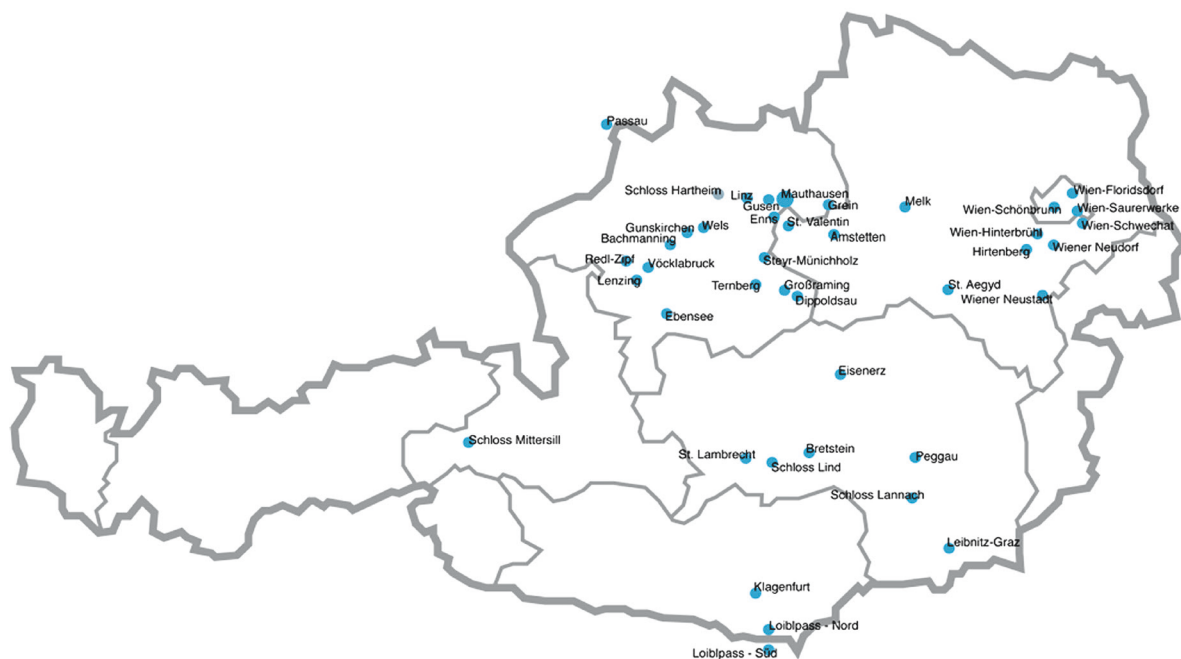 Passau
Schloss Hartheim
Linz
Mauthausen
Gusen
Grein
Melk
Wien-Floridsdorf
Wien-Schönbrunn
Wien-Saurerwerke
Enns
St. Valentin
Wien-Schwechat
Gunskirchen
Wels
Bachmanning
Amstetten
Wien-Hinterbrühl
Hirtenberg
Wiener Neudorf
Redl-Zipf
Vöcklabruck
Steyr-Münichholz
Lenzing
Ternberg
Großraming
Dippoldsau
St. Aegyd
Wiener Neustadt
Ebensee
Eisenerz
Schloss Mittersill
St. Lambrecht
Bretstein
Schloss Lind
Peggau
Schloss Lannach
Leibnitz-Graz
Klagenfurt
Loiblpass - Nord
Loiblpass - Süd